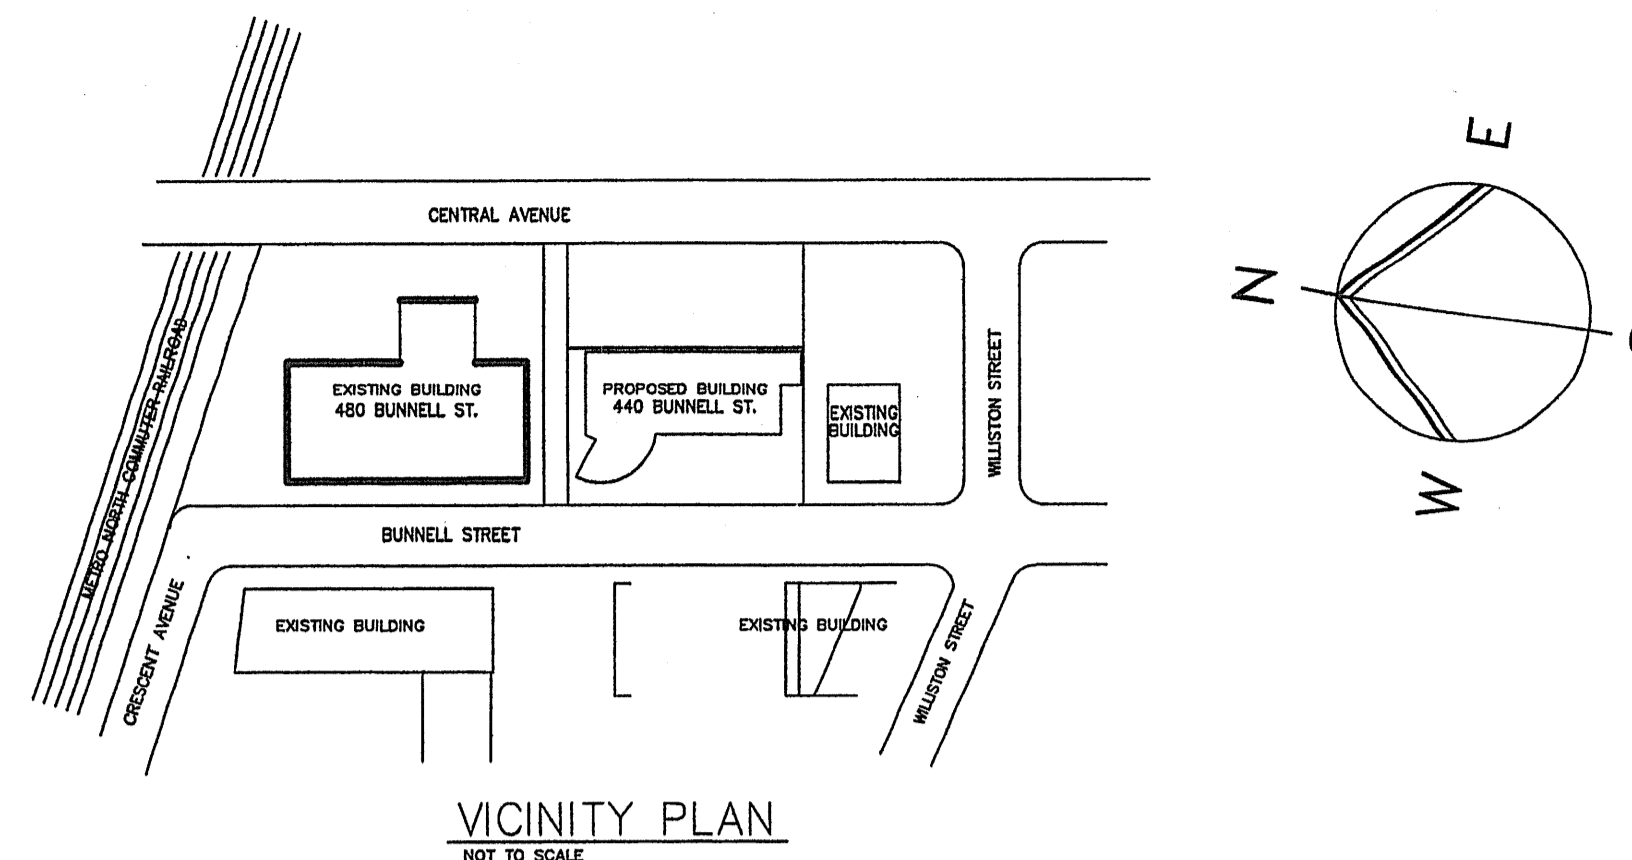 E
CENTRAL AVENUE
N
METRO NORTH COMMUTER RAILROAD
EXISTING BUILDING
480 BUNNELL ST.
PROPOSED BUILDING
440 BUNNELL ST.
EXISTING
BUILDING
WILLISTON STREET
W
BUNNELL STREET
CRESCENT AVENUE
EXISTING BUILDING
EXISTING BUILDING
WILLISTON STREET
VICINITY PLAN
NOT TO SCALE